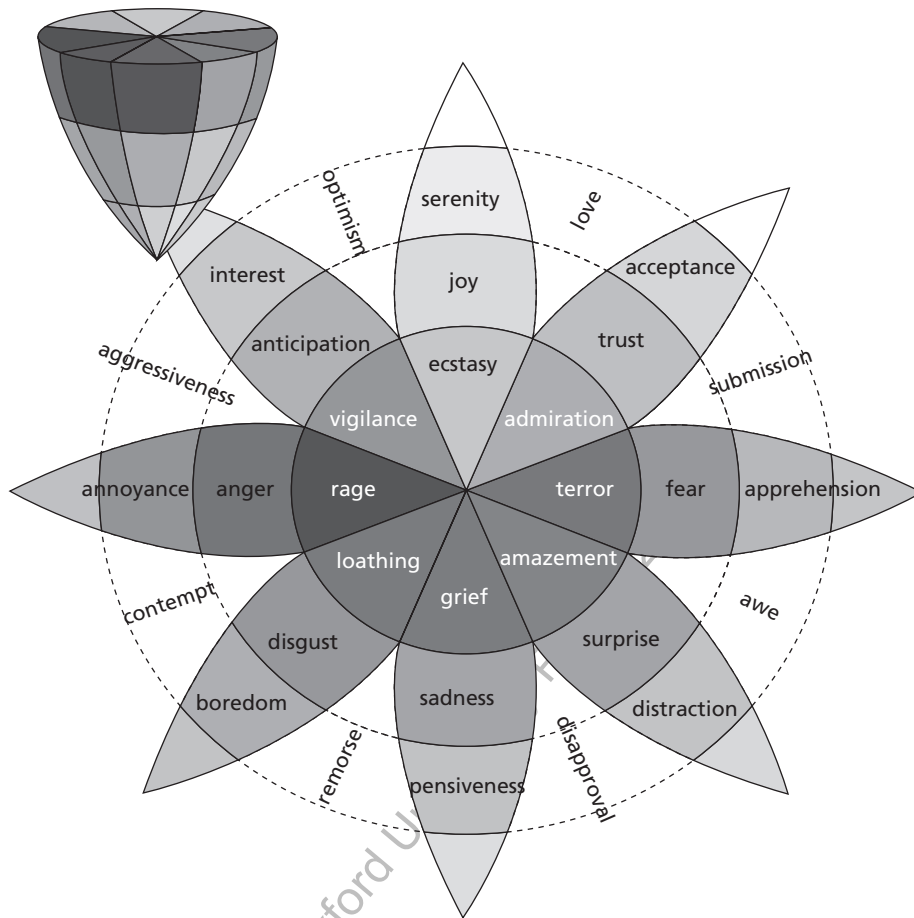 optimism
love
serenity
interest
acceptance
joy
anticipation
trust
aggressiveness
submission
ecstasy
vigilance
admiration
annoyance
anger
rage
terror
fear
apprehension
loathing
amazement
grief
contempt
awe
disgust
surprise
boredom
sadness
distraction
remorse
disapproval
pensiveness